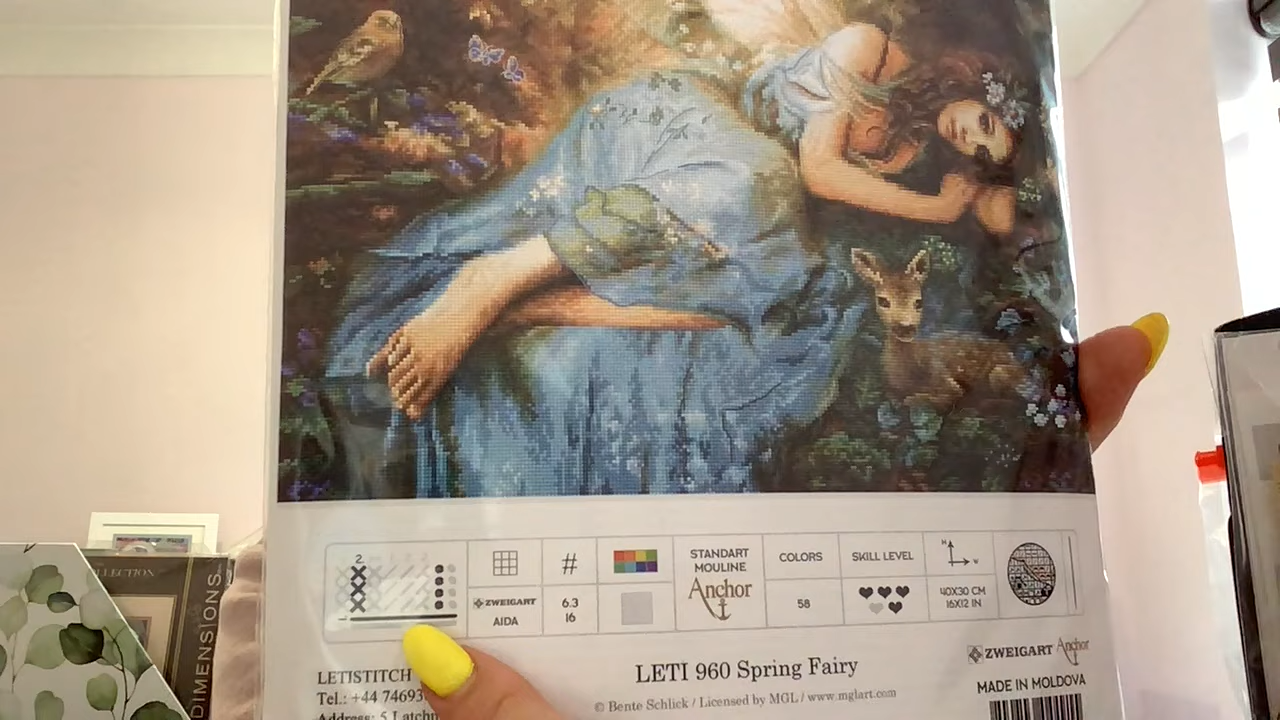 2
#
STANDART
MOULINE
Anchor
COLORS
SKILL LEVEL
H
W
ZWEIGART
AIDA
6.3
16
58
40X30 CM
16X12 IN
LETISTITCH
Tel.: +44 74693
Address: 5
LETI 960 Spring Fairy
© Bente Schlick / Licensed by MGL / www.mglart.com
ZWEIGART Anchor
MADE IN MOLDOVA
DIMENSIONS